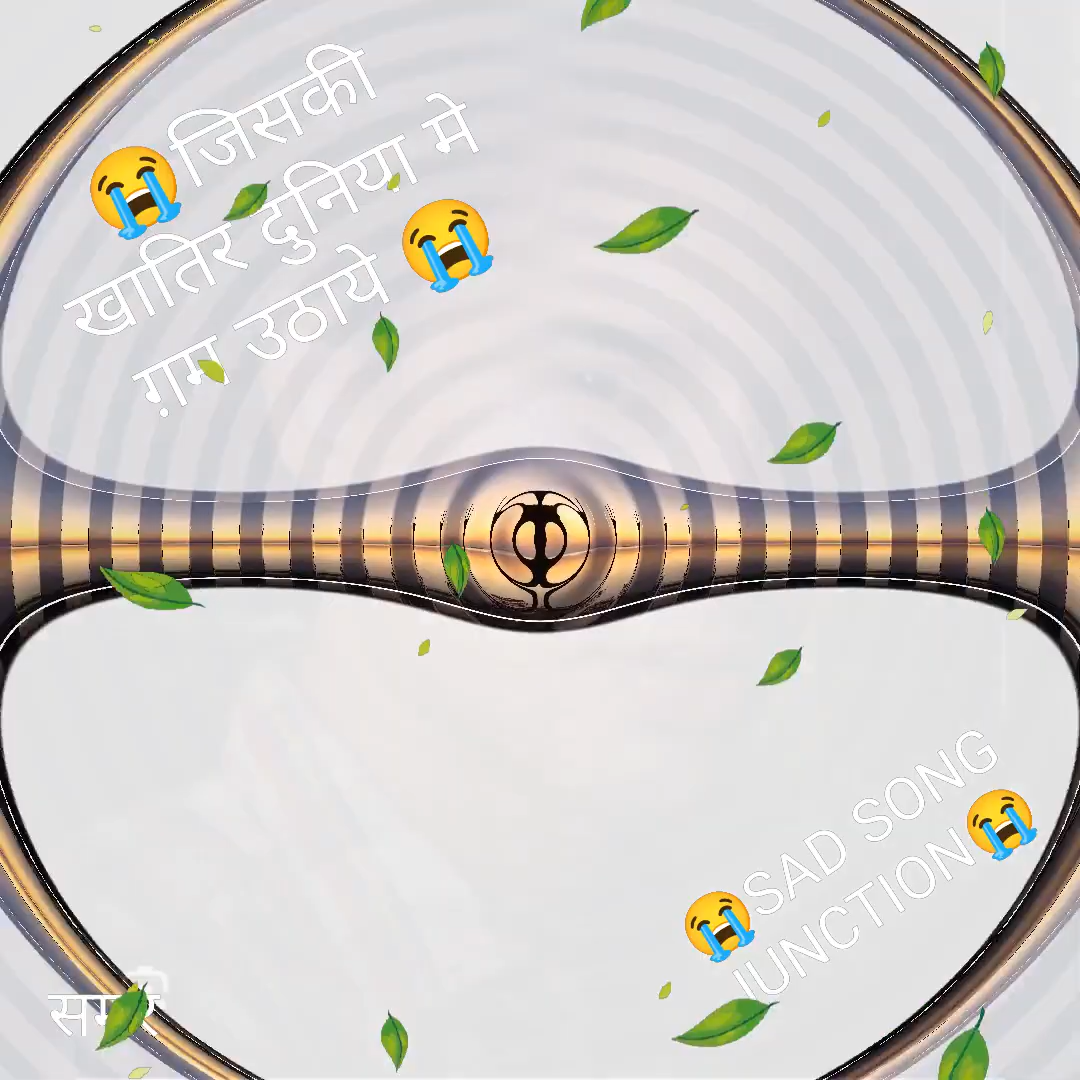 😭जिसकी
खातिर दुनिया मे
ग़म उठाये 😭
😭SAD SONG
JUNCTION😭